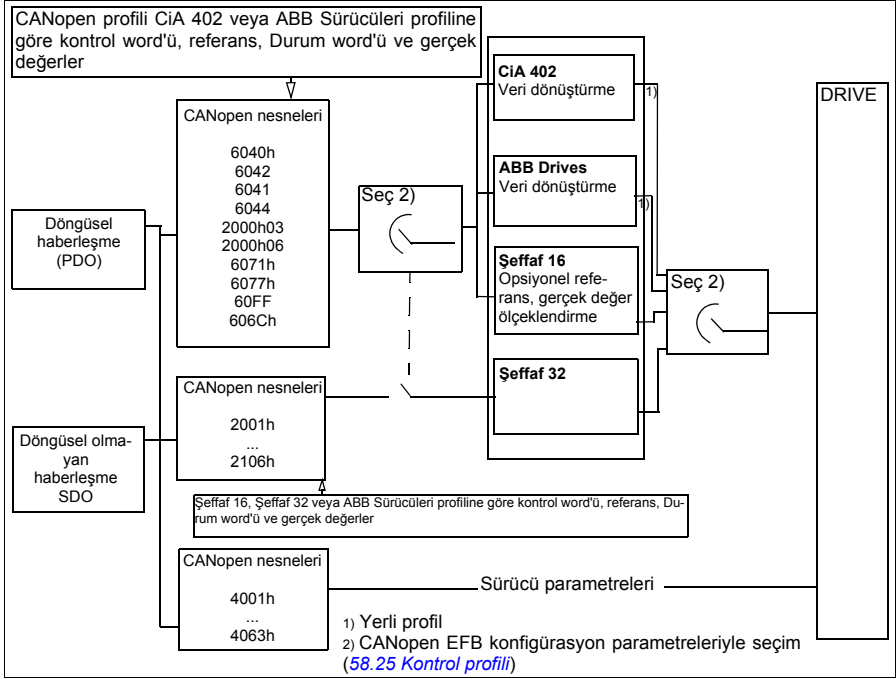 CANopen profili CiA 402 veya ABB Sürücüleri profiline
göre kontrol word'ü, referans, Durum word'ü ve gerçek
değerler
CANopen nesneleri
6040h
6042
6041
6044
2000h03
2000h06
6071h
6077h
60FF
606Ch
Döngüsel
haberleşme
(PDO)
Seç 2)
CiA 402
Veri dönüştürme
1)
ABB Drives
Veri dönüştürme
1)
Şeffaf 16
Opsiyonel refe-
rans, gerçek değer
ölçeklendirme
Şeffaf 32
Seç 2)
DRIVE
CANopen nesneleri
2001h
...
2106h
Döngüsel olma-
yan
haberleşme
SDO
Şeffaf 16, Şeffaf 32 veya ABB Sürücüleri profiline göre kontrol word'ü, referans, Du-
rum word'ü ve gerçek değerler
CANopen nesneleri
4001h
...
4063h
Sürücü parametreleri
1) Yerli profil
2) CANopen EFB konfigürasyon parametreleriyle seçim
(58.25 Kontrol profili)